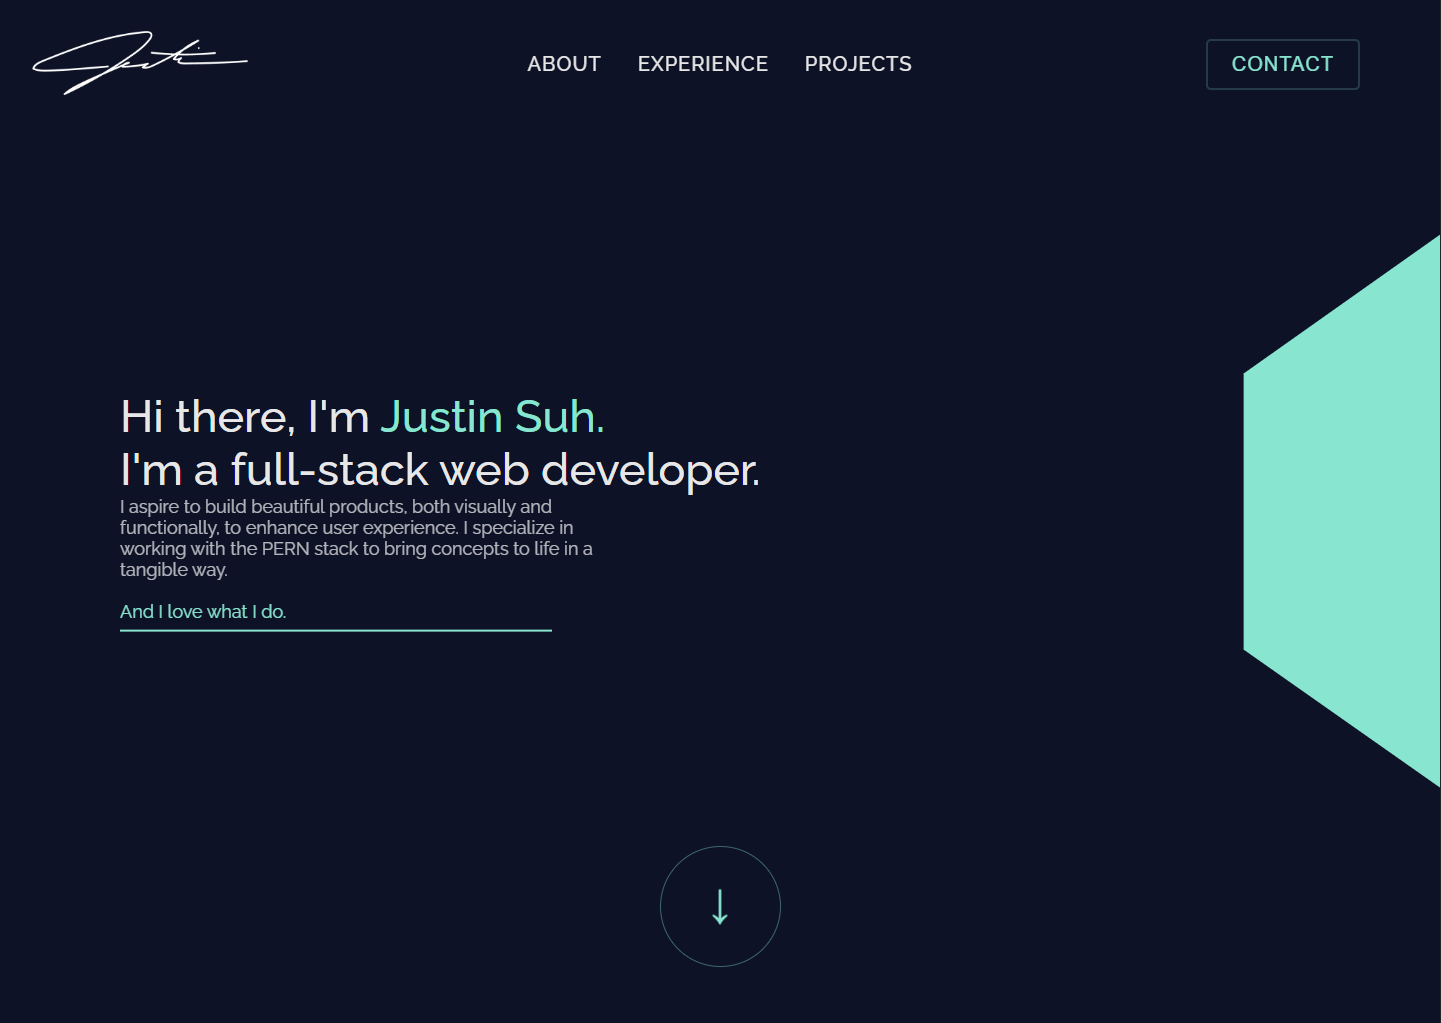 Justin
ABOUT
EXPERIENCE
PROJECTS
CONTACT
Hi there, I'm Justin Suh.
I'm a full-stack web developer.
I aspire to build beautiful products, both visually and
functionally, to enhance user experience. I specialize in
working with the PERN stack to bring concepts to life in a
tangible way.
And I love what I do.